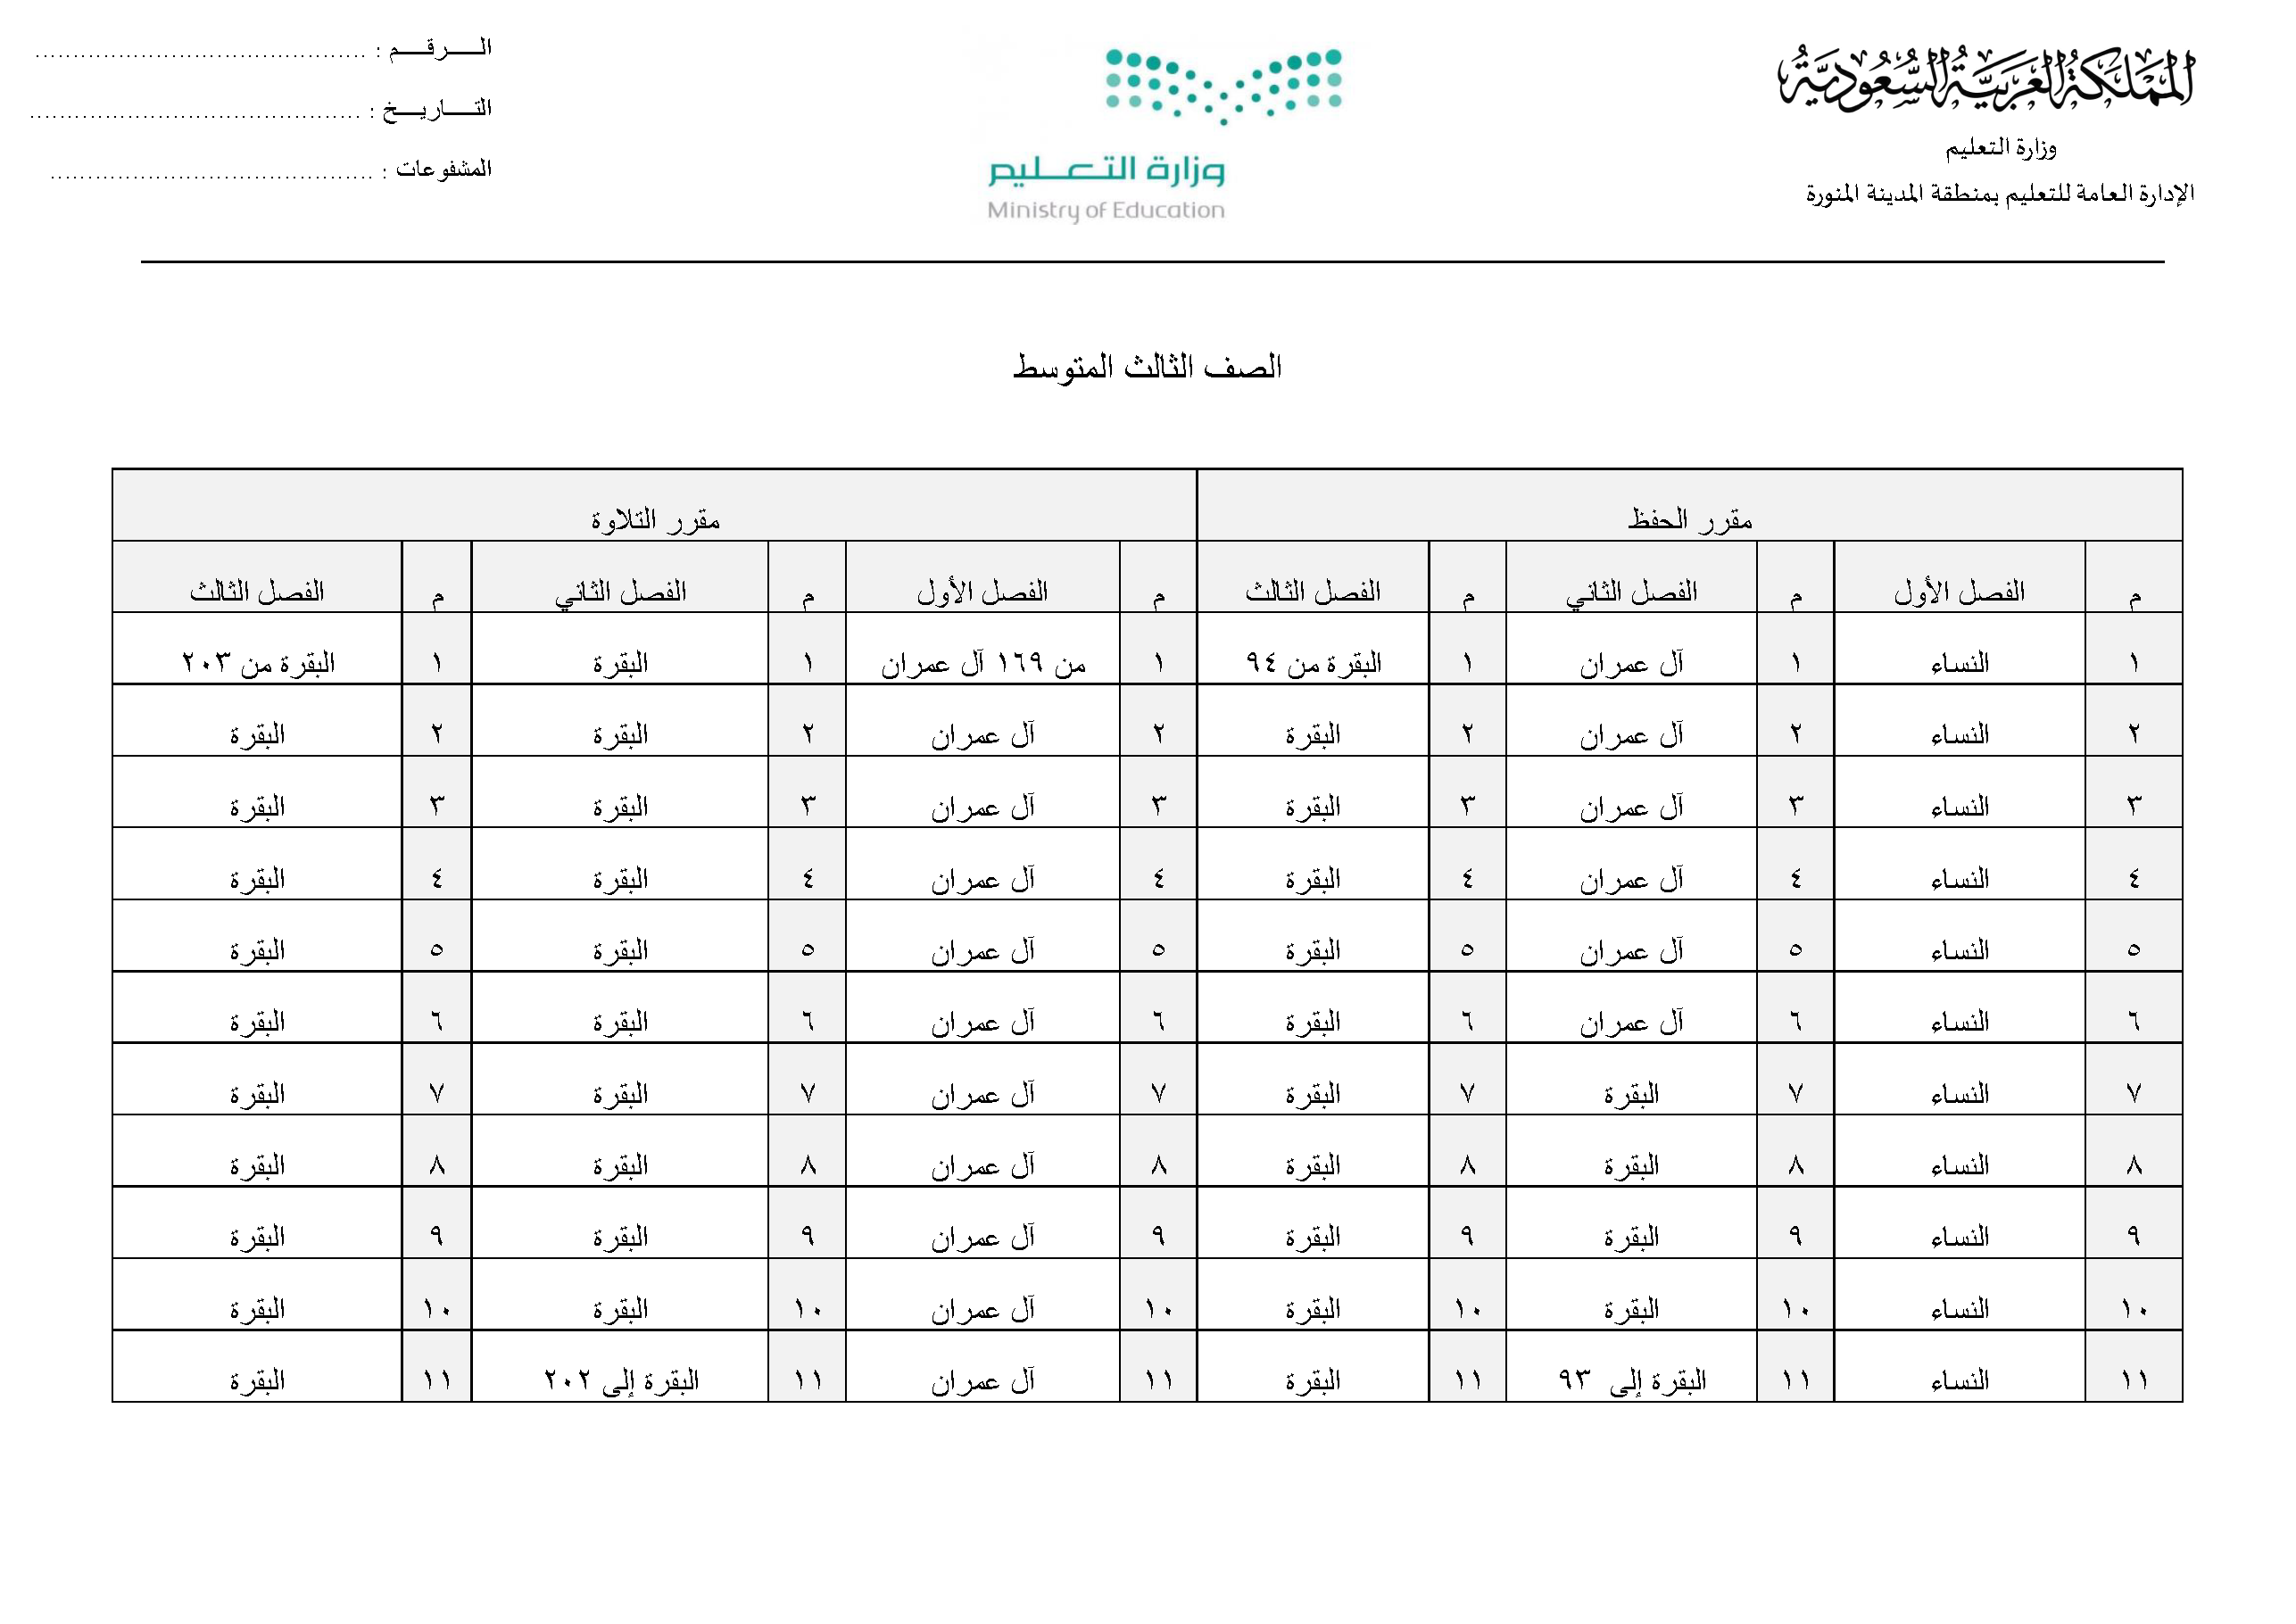 المملكة العربية السعودية
وزارة التعليم
الإدارة العامة للتعليم بمنطقة المدينة المنورة
وزارة التعليم
Ministry of Education
الرقم : ............................................
التاريخ : ............................................
المشفوعات : ...........................................
الصف الثالث المتوسط
مقرر الحفظ مقرر التلاوة
م الفصل الأول م الفصل الثاني م الفصل الثالث م الفصل الأول م الفصل الثاني م الفصل الثالث
١ النساء ١ آل عمران ١ البقرة من ٩٤ ١ من ١٦٩ آل عمران ١ البقرة ١ البقرة من ٢٠٣
٢ النساء ٢ آل عمران ٢ البقرة ٢ آل عمران ٢ البقرة ٢ البقرة
٣ النساء ٣ آل عمران ٣ البقرة ٣ آل عمران ٣ البقرة ٣ البقرة
٤ النساء ٤ آل عمران ٤ البقرة ٤ آل عمران ٤ البقرة ٤ البقرة
٥ النساء ٥ آل عمران ٥ البقرة ٥ آل عمران ٥ البقرة ٥ البقرة
٦ النساء ٦ آل عمران ٦ البقرة ٦ آل عمران ٦ البقرة ٦ البقرة
٧ النساء ٧ البقرة ٧ البقرة ٧ آل عمران ٧ البقرة ٧ البقرة
٨ النساء ٨ البقرة ٨ البقرة ٨ آل عمران ٨ البقرة ٨ البقرة
٩ النساء ٩ البقرة ٩ البقرة ٩ آل عمران ٩ البقرة ٩ البقرة
١٠ النساء ١٠ البقرة ١٠ البقرة ١٠ آل عمران ١٠ البقرة ١٠ البقرة
١١ النساء ١١ البقرة إلى ٩٣ ١١ البقرة ١١ آل عمران ١١ البقرة إلى ٢٠٢ ١١ البقرة